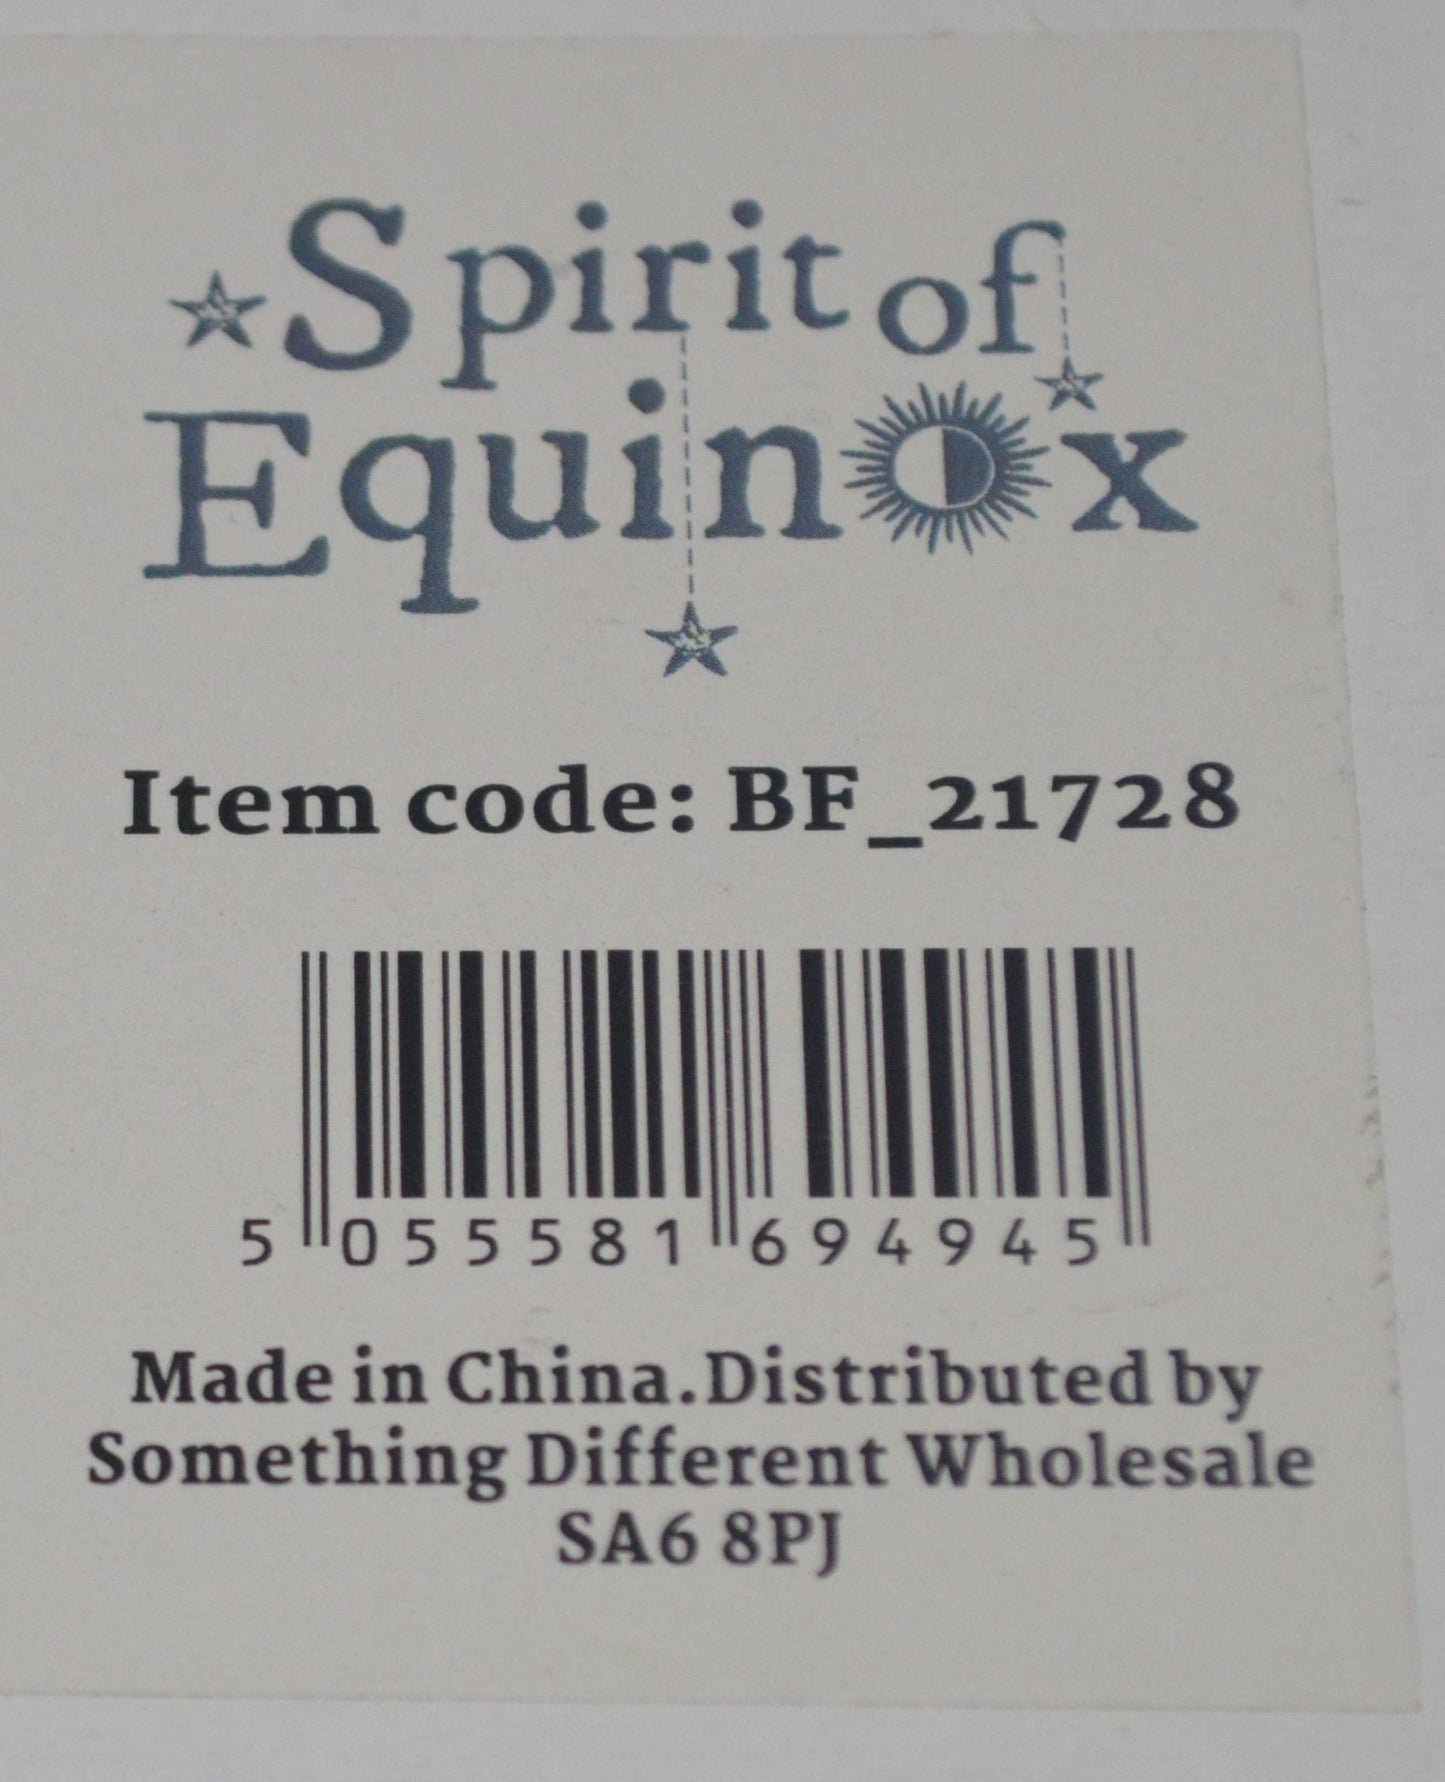 Spirit of
Equinox
Item code: BF_21728
5 055581 694945
Made in China.Distributed by
Something Different Wholesale
SA6 8PJ